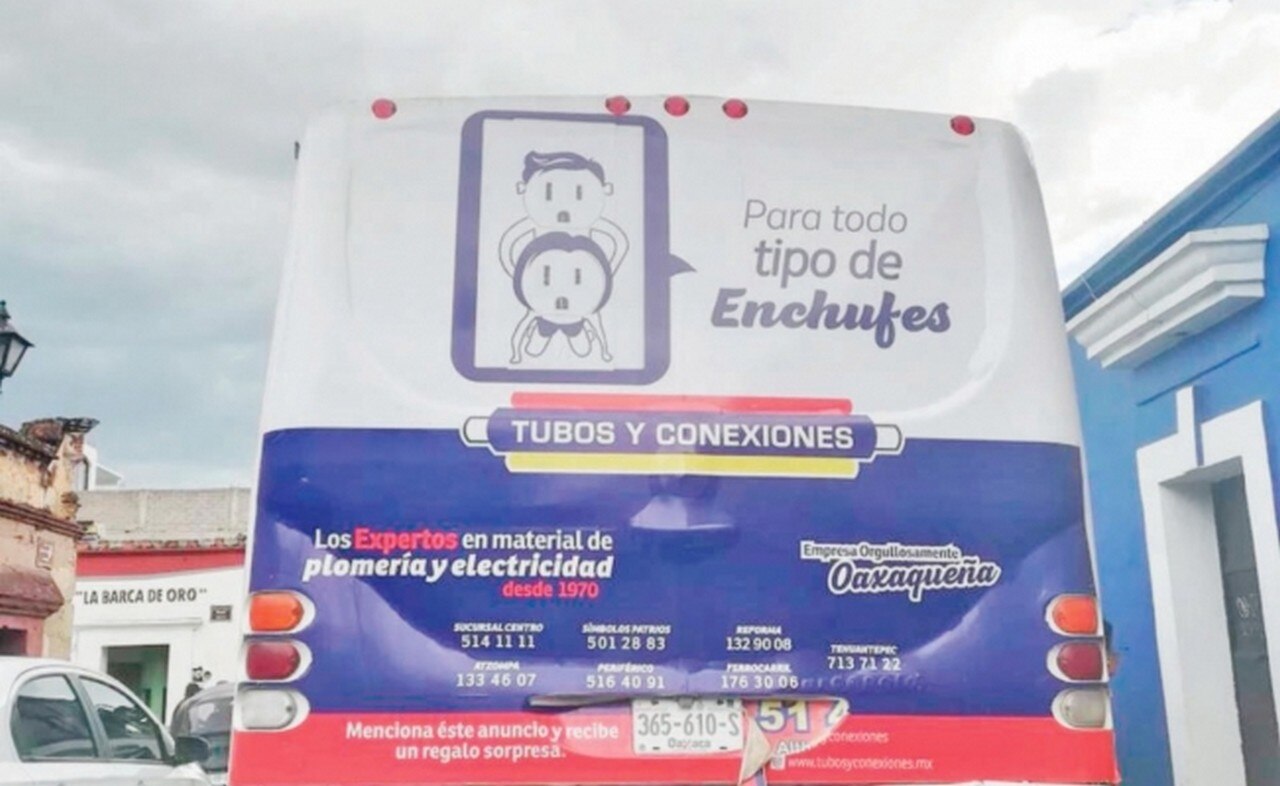 Para todo
tipo de
Enchufes
TUBOS Y CONEXIONES
Los Expertos en material de
plomería y electricidad
desde 1970
Empresa Orgullosamente
Oaxaqueña
"LA BARCA DE ORO"
SUCURSAL CENTRO
514 11 11
SÍMBOLOS PATRIOS
501 28 83
REFORMA
132 90 08
TEHUANTEPEC
713 71 22
ATZOMPA
133 46 07
PERIFÉRICO
516 40 91
FERROCARRIL
176 30 06
Menciona éste anuncio y recibe
un regalo sorpresa.
365-610-S
Oaxaca
51
conexiones
www.tubosyconexiones.mx